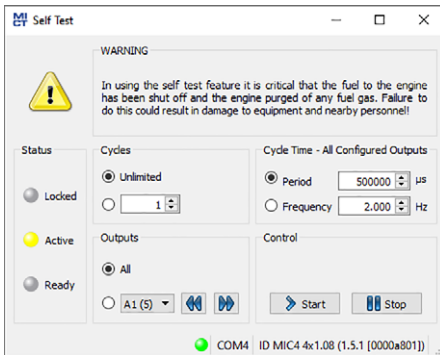 MICT Self Test
WARNING
In using the self test feature it is critical that the fuel to the engine
has been shut off and the engine purged of any fuel gas. Failure to
do this could result in damage to equipment and nearby personnel!
Status
Locked
Active
Ready
Cycles
Unlimited
1
Cycle Time - All Configured Outputs
Period 500000 µs
Frequency 2.000 Hz
Outputs
All
A1 (5)
Control
Start Stop
COM4 ID MIC4 4x1.08 (1.5.1 [0000a801])